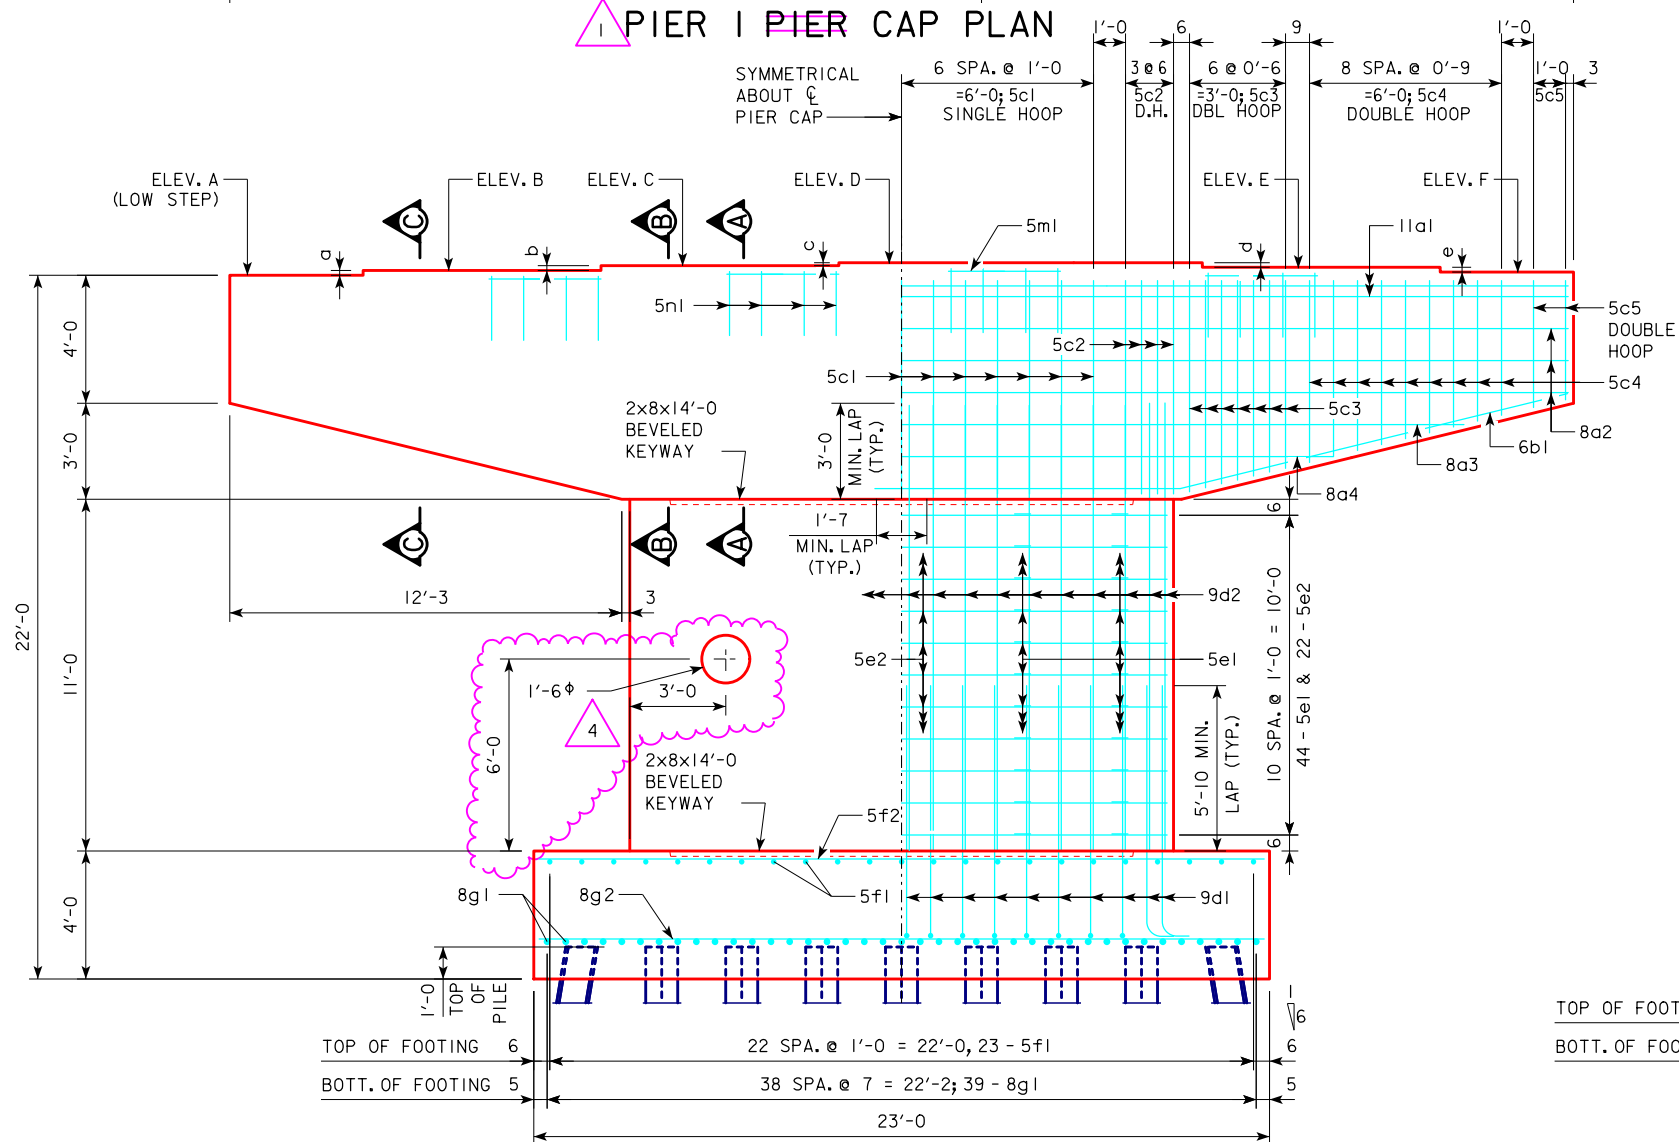 1 PIER 1 PIER CAP PLAN
1'-0 6 9 1'-0
SYMMETRICAL
ABOUT ℄
PIER CAP
6 SPA. @ 1'-0
=6'-0; 5c1
SINGLE HOOP
3 @ 6
5c2
D.H.
6 @ 0'-6
=3'-0; 5c3
DBL HOOP
8 SPA. @ 0'-9
=6'-0; 5c4
DOUBLE HOOP
1'-0 3
5c5
ELEV. A
(LOW STEP)
ELEV. B
ELEV. C
ELEV. D
ELEV. E
ELEV. F
C
B
A
5m1
11a1
a
b
c
d
e
5n1
5c5
DOUBLE
HOOP
5c2
5c1
5c4
5c3
4'-0
3'-0
2x8x14'-0
BEVELED
KEYWAY
3'-0
MIN. LAP
(TYP.)
8a2
6b1
8a3
8a4
6
1'-7
MIN. LAP
(TYP.)
C
B
A
22'-0
11'-0
12'-3
3
9d2
10 SPA. @ 1'-0 = 10'-0
44 - 5e1 & 22 - 5e2
5e2
5e1
1'-6ϕ
3'-0
4
6'-0
5'-10 MIN.
LAP (TYP.)
2x8x14'-0
BEVELED
KEYWAY
5f2
6
4'-0
8g1
8g2
5f1
9d1
1'-0
TOP
OF
PILE
1
6
TOP OF FOOTING 6
22 SPA. @ 1'-0 = 22'-0, 23 - 5f1
6
BOTT. OF FOOTING 5
38 SPA. @ 7 = 22'-2; 39 - 8g1
5
23'-0
TOP OF FOOT
BOTT. OF FOO